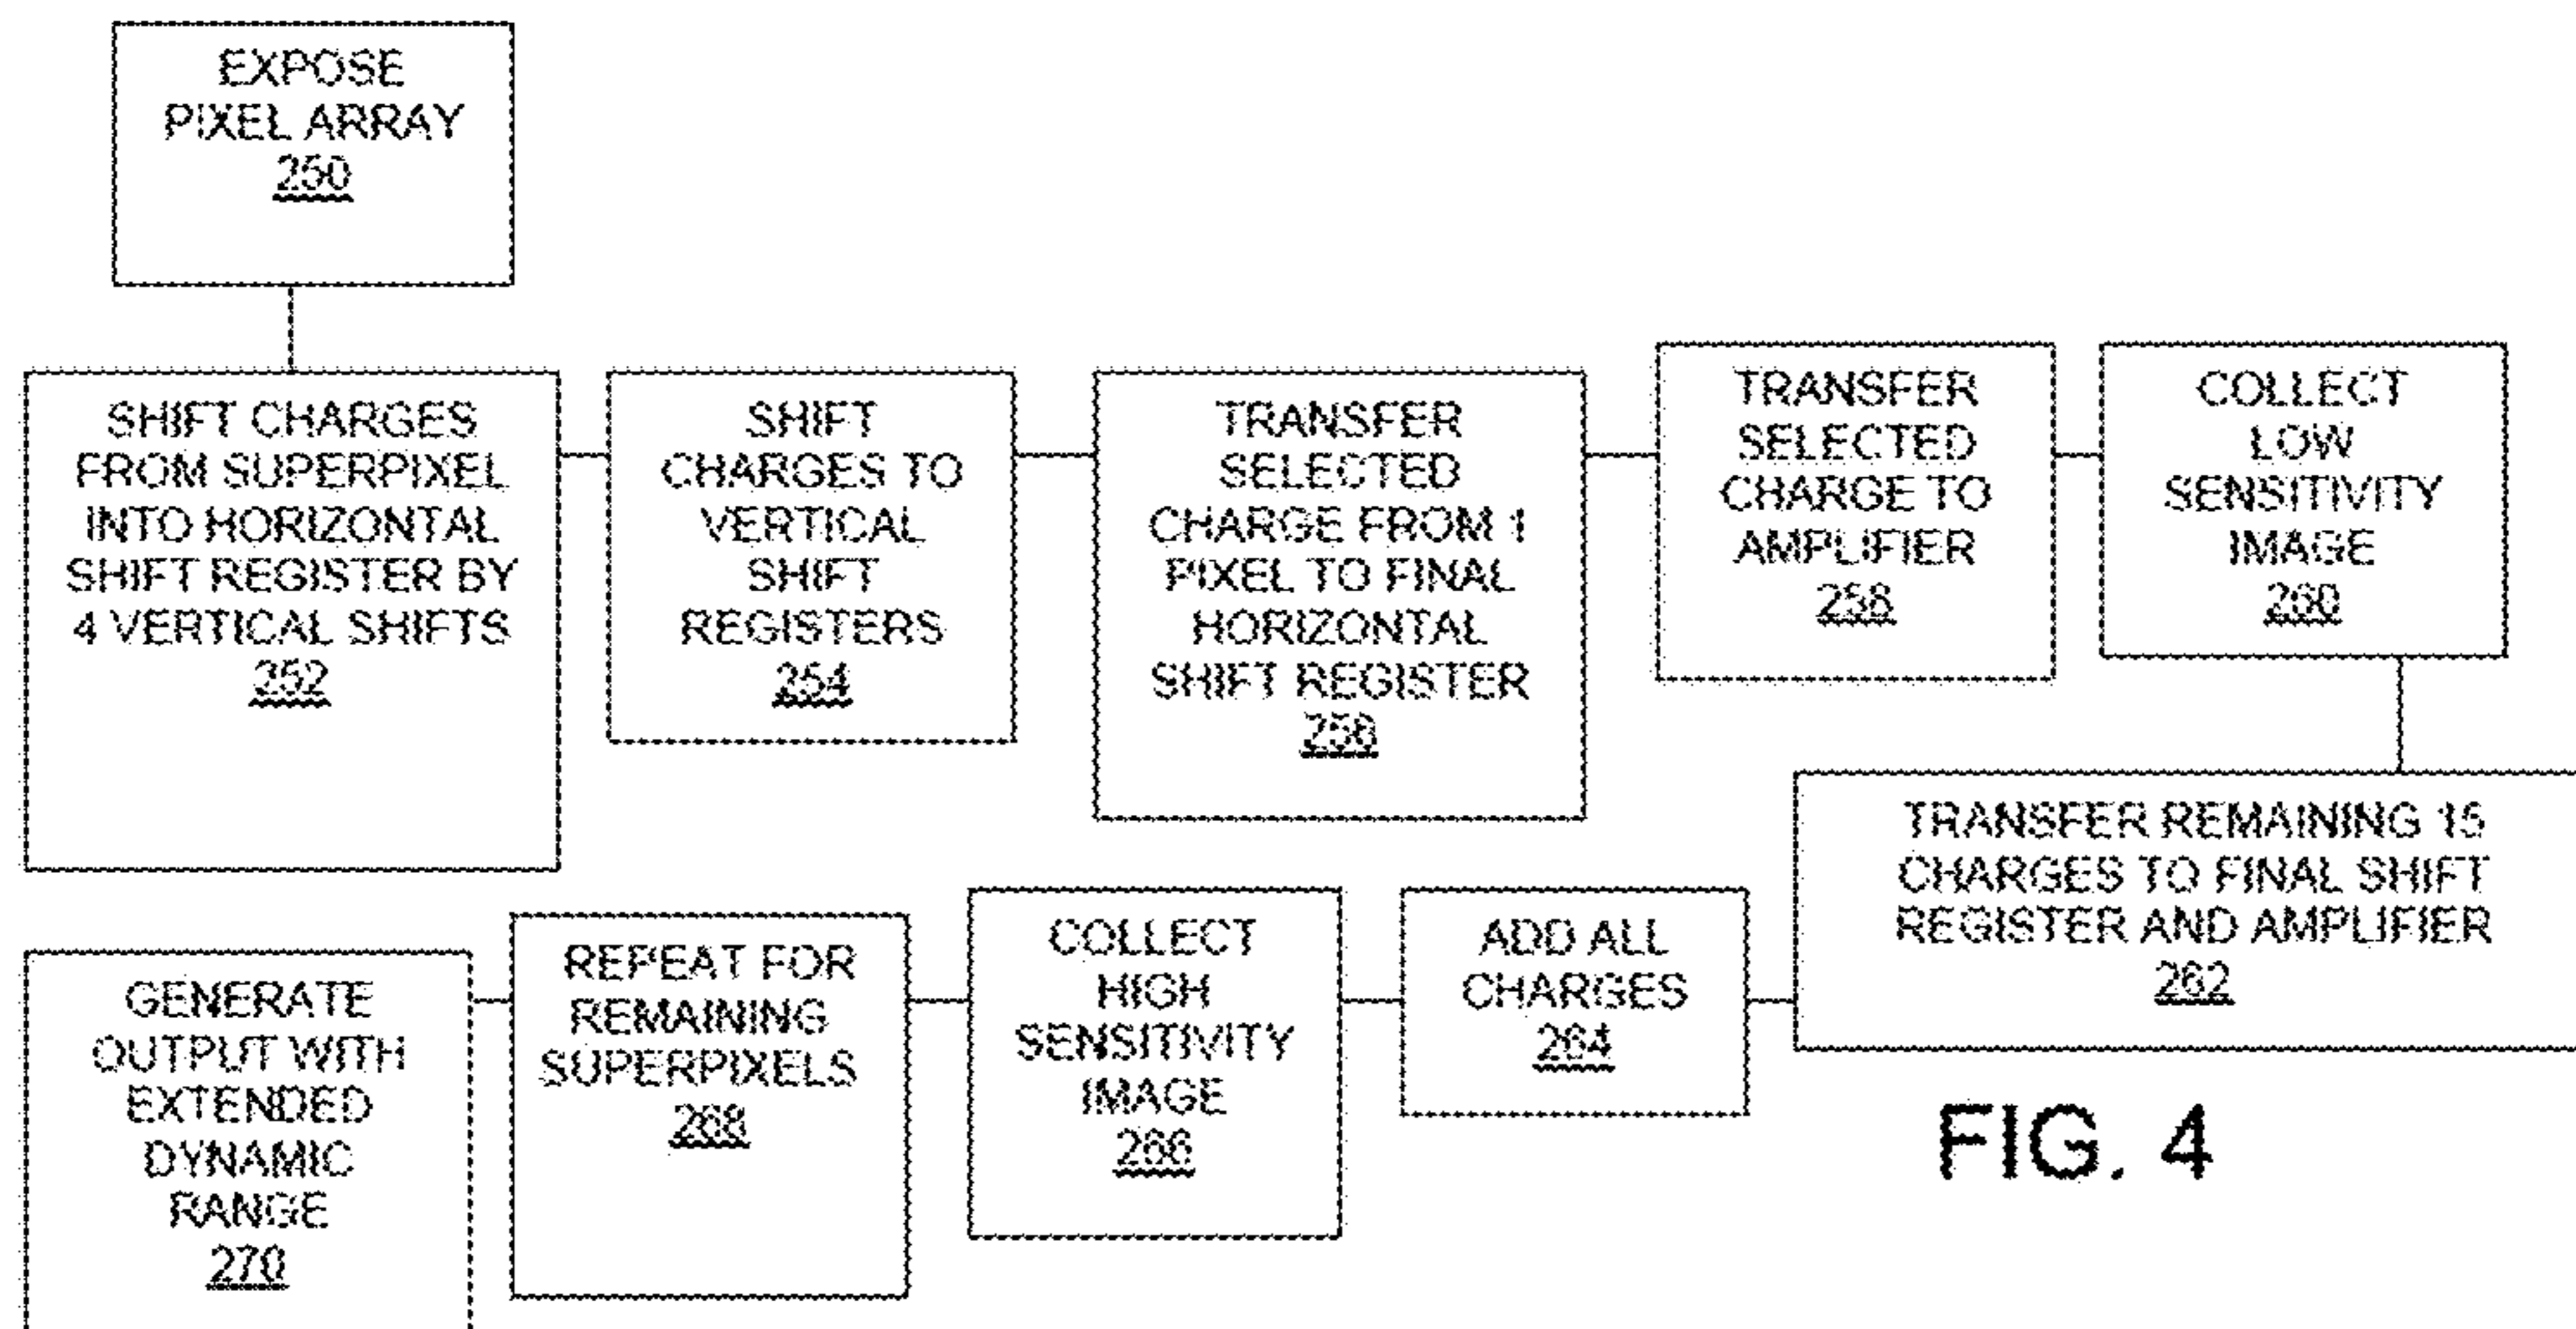 EXPOSE
PIXEL ARRAY
250
SHIFT CHARGES
FROM SUPERPIXEL
INTO HORIZONTAL
SHIFT REGISTER BY
4 VERTICAL SHIFTS
252
SHIFT
CHARGES TO
VERTICAL
SHIFT
REGISTERS
254
TRANSFER
SELECTED
CHARGE FROM 1
PIXEL TO FINAL
HORIZONTAL
SHIFT REGISTER
256
TRANSFER
SELECTED
CHARGE TO
AMPLIFIER
258
COLLECT
LOW
SENSITIVITY
IMAGE
260
TRANSFER REMAINING 15
CHARGES TO FINAL SHIFT
REGISTER AND AMPLIFIER
262
ADD ALL
CHARGES
264
COLLECT
HIGH
SENSITIVITY
IMAGE
266
REPEAT FOR
REMAINING
SUPERPIXELS
268
GENERATE
OUTPUT WITH
EXTENDED
DYNAMIC
RANGE
270
FIG. 4